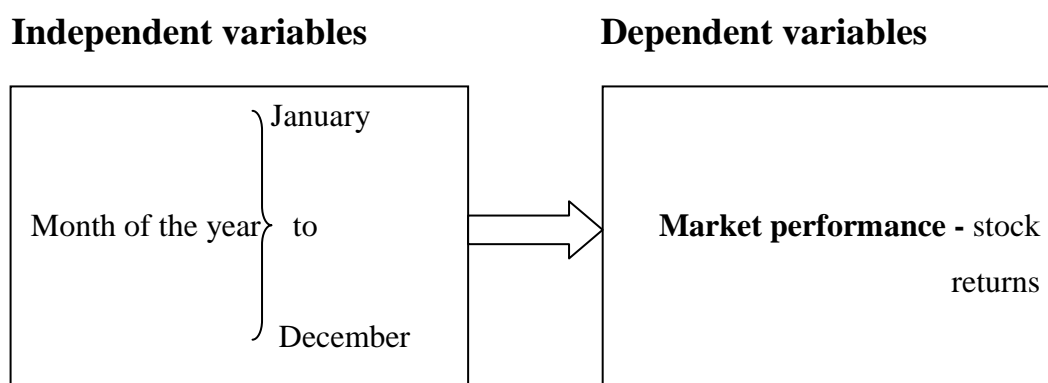 Independent variables
Dependent variables
January
Month of the year
to
December
Market performance - stock
returns